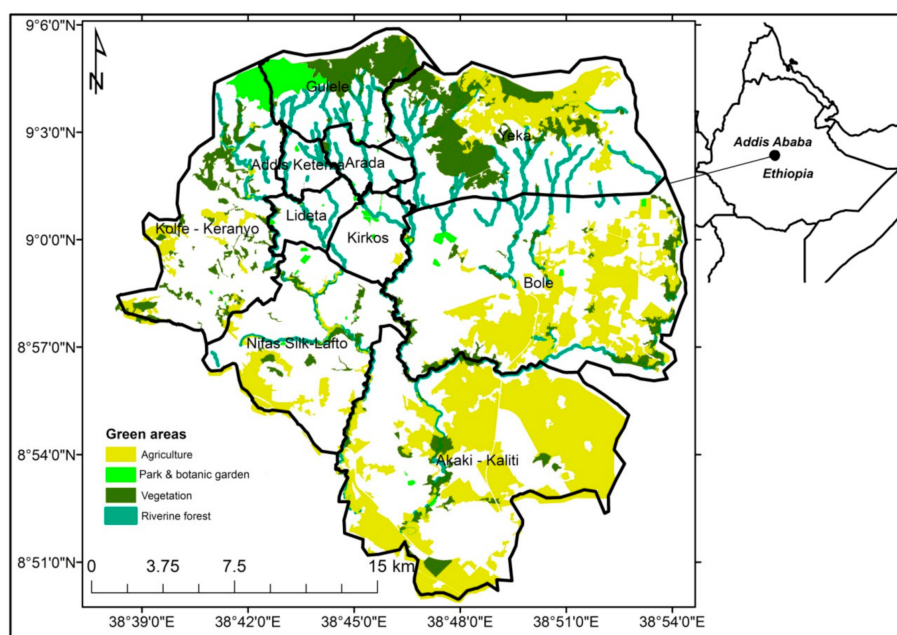 9°6'0"N
9°3'0"N
9°0'0"N
8°57'0"N
8°54'0"N
8°51'0"N
N
Gulele
Yeka
Addis Ketema
Arada
Lideta
Kirkos
Kolfe - Keranyo
Bole
Nifas Silk-Lafto
Akaki - Kaliti
Addis Ababa
Ethiopia
Green areas
Agriculture
Park & botanic garden
Vegetation
Riverine forest
0 3.75 7.5 15 km
38°39'0"E 38°42'0"E 38°45'0"E 38°48'0"E 38°51'0"E 38°54'0"E